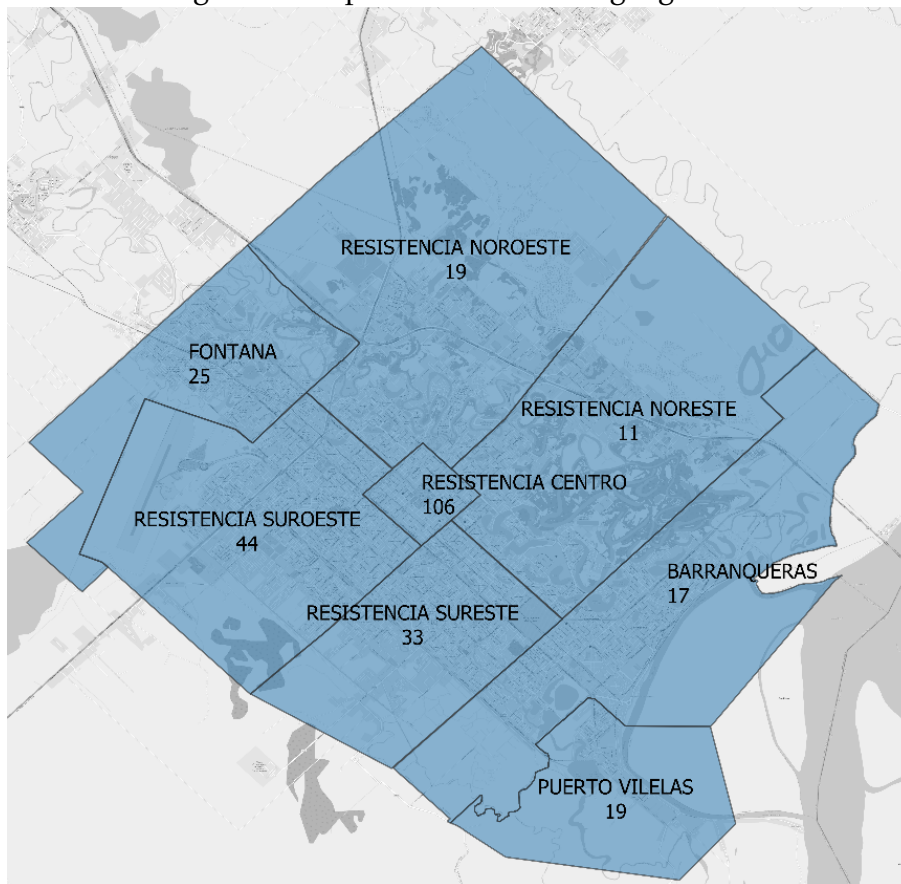 RESISTENCIA NOROESTE
19
FONTANA
25
RESISTENCIA NORESTE
11
RESISTENCIA CENTRO
106
RESISTENCIA SUROESTE
44
BARRANQUERAS
17
RESISTENCIA SURESTE
33
PUERTO VILELAS
19